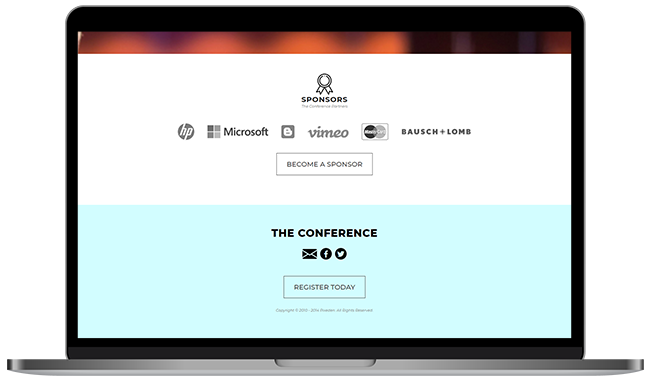 SPONSORS
The Conference Partners
hp Microsoft vimeo MasterCard BAUSCH + LOMB
BECOME A SPONSOR
THE CONFERENCE
REGISTER TODAY
Copyright © 2013 - 2014 Rveden. All Rights Reserved.